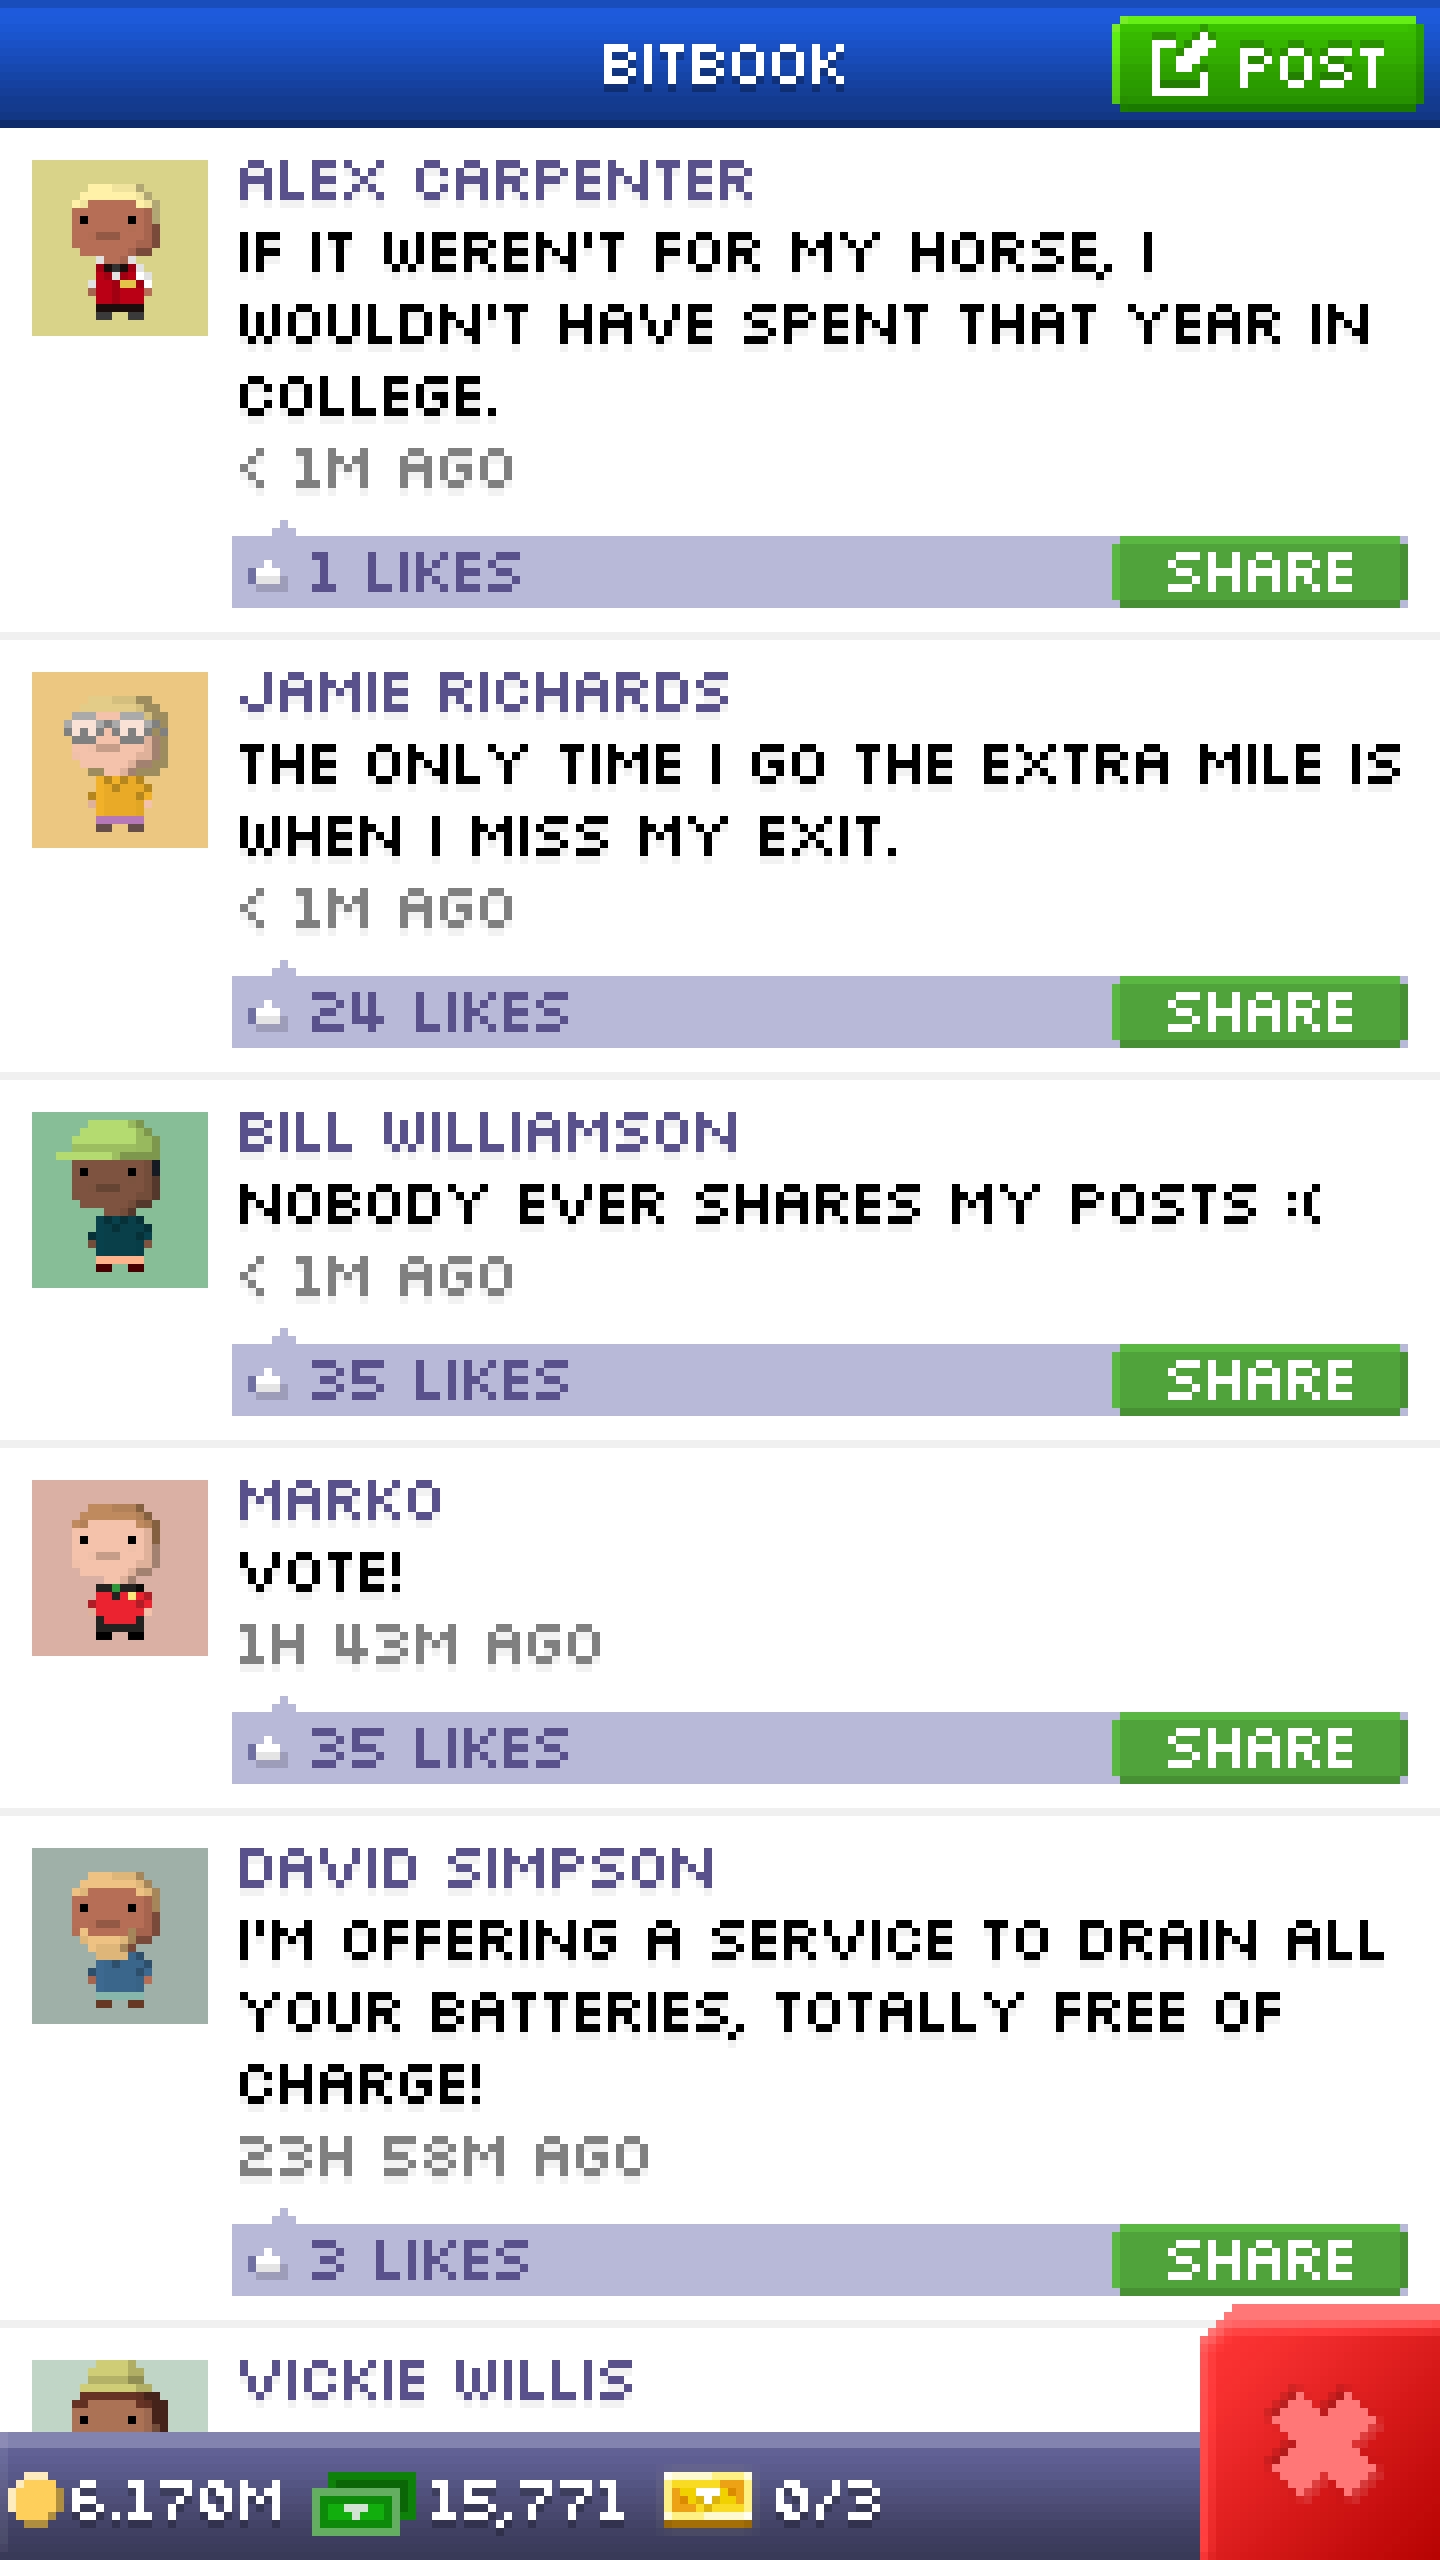 BITBOOK
POST
ALEX CARPENTER
IF IT WEREN'T FOR MY HORSE, I
WOULDN'T HAVE SPENT THAT YEAR IN
COLLEGE.
< 1M AGO
1 LIKES
SHARE
JAMIE RICHARDS
THE ONLY TIME I GO THE EXTRA MILE IS
WHEN I MISS MY EXIT.
< 1M AGO
24 LIKES
SHARE
BILL WILLIAMSON
NOBODY EVER SHARES MY POSTS :(
< 1M AGO
35 LIKES
SHARE
MARKO
VOTE!
1H 43M AGO
35 LIKES
SHARE
DAVID SIMPSON
I'M OFFERING A SERVICE TO DRAIN ALL
YOUR BATTERIES, TOTALLY FREE OF
CHARGE!
23H 58M AGO
3 LIKES
SHARE
VICKIE WILLIS
6.170M 15,771 0/3